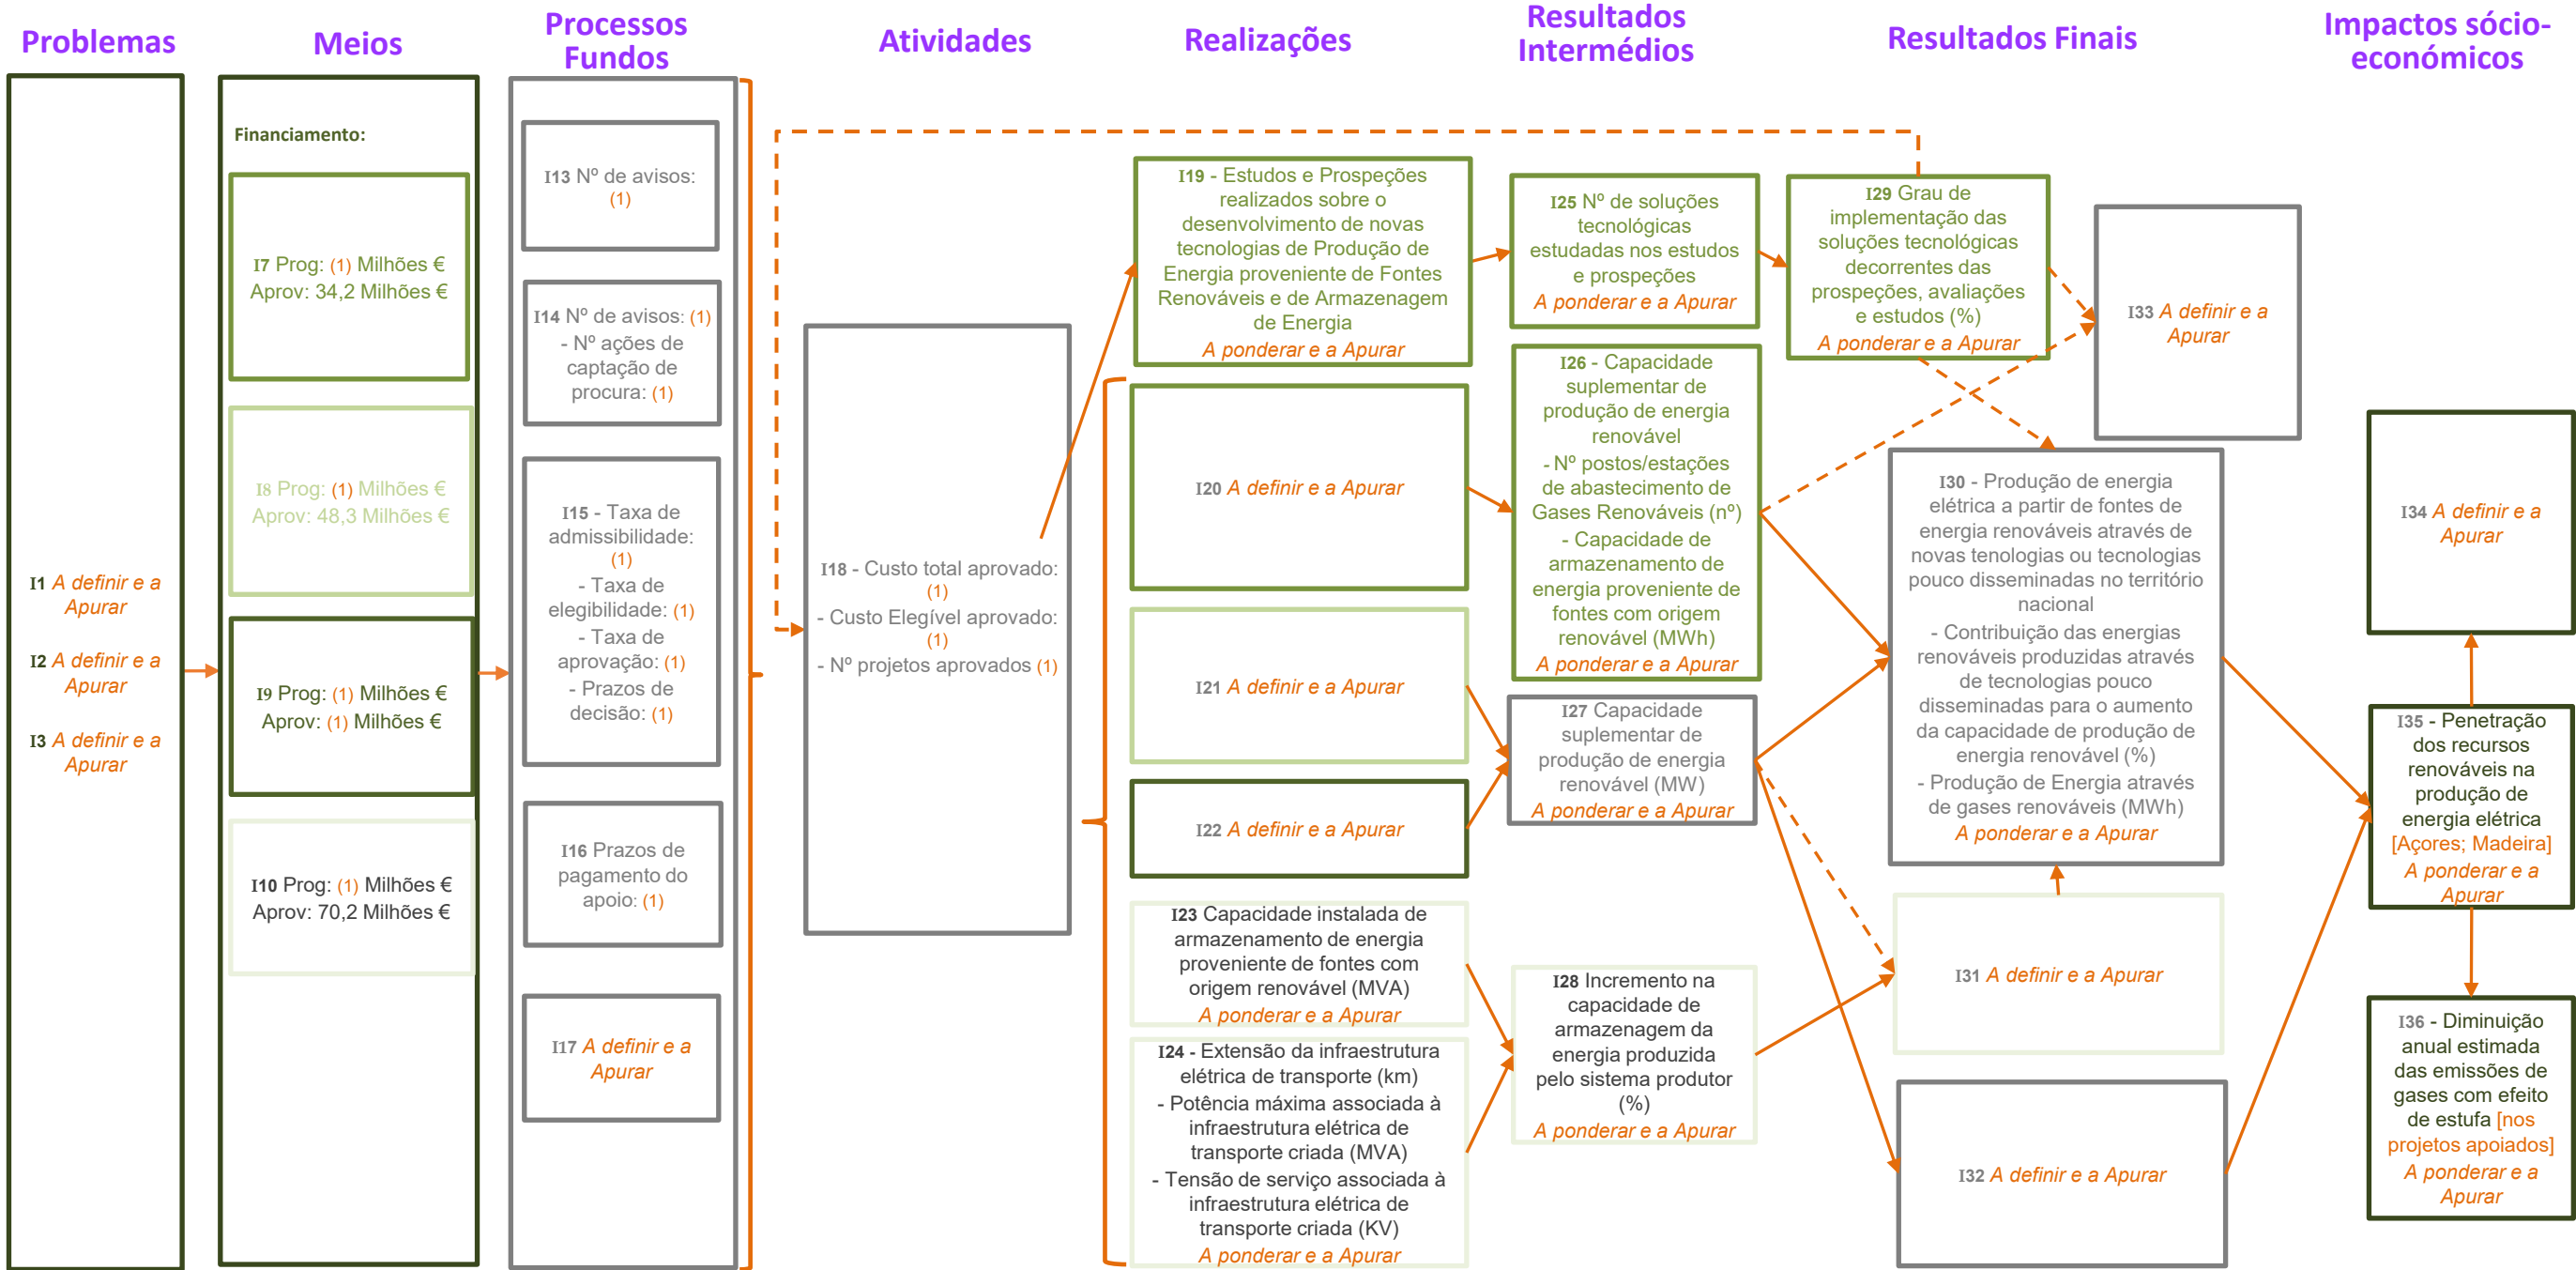 Problemas
Meios
Processos
Fundos
Atividades
Realizações
Resultados
Intermédios
Resultados Finais
Impactos sócio-
económicos
I1 A definir e a
Apurar
I2 A definir e a
Apurar
I3 A definir e a
Apurar
Financiamento:
I7 Prog: (1) Milhões €
Aprov: 34,2 Milhões €
I8 Prog: (1) Milhões €
Aprov: 48,3 Milhões €
I9 Prog: (1) Milhões €
Aprov: (1) Milhões €
I10 Prog: (1) Milhões €
Aprov: 70,2 Milhões €
I13 Nº de avisos:
(1)
I14 Nº de avisos: (1)
- Nº ações de
captação de
procura: (1)
I15 - Taxa de
admissibilidade:
(1)
- Taxa de
elegibilidade: (1)
- Taxa de
aprovação: (1)
- Prazos de
decisão: (1)
I16 Prazos de
pagamento do
apoio: (1)
I17 A definir e a
Apurar
I18 - Custo total aprovado:
(1)
- Custo Elegível aprovado:
(1)
- Nº projetos aprovados (1)
I19 - Estudos e Prospeções
realizados sobre o
desenvolvimento de novas
tecnologias de Produção de
Energia proveniente de Fontes
Renováveis e de Armazenagem
de Energia
A ponderar e a Apurar
I20 A definir e a Apurar
I21 A definir e a Apurar
I22 A definir e a Apurar
I23 Capacidade instalada de
armazenamento de energia
proveniente de fontes com
origem renovável (MVA)
A ponderar e a Apurar
I24 - Extensão da infraestrutura
elétrica de transporte (km)
- Potência máxima associada à
infraestrutura elétrica de
transporte criada (MVA)
- Tensão de serviço associada à
infraestrutura elétrica de
transporte criada (KV)
A ponderar e a Apurar
I25 Nº de soluções
tecnológicas
estudadas nos estudos
e prospeções
A ponderar e a Apurar
I26 - Capacidade
suplementar de
produção de energia
renovável
- Nº postos/estações
de abastecimento de
Gases Renováveis (nº)
- Capacidade de
armazenamento de
energia proveniente de
fontes com origem
renovável (MWh)
A ponderar e a Apurar
I27 Capacidade
suplementar de
produção de energia
renovável (MW)
A ponderar e a Apurar
I28 Incremento na
capacidade de
armazenagem da
energia produzida
pelo sistema produtor
(%)
A ponderar e a Apurar
I29 Grau de
implementação das
soluções tecnológicas
decorrentes das
prospeções, avaliações
e estudos (%)
A ponderar e a Apurar
I33 A definir e a
Apurar
I30 - Produção de energia
elétrica a partir de fontes de
energia renováveis através de
novas tenologias ou tecnologias
pouco disseminadas no território
nacional
- Contribuição das energias
renováveis produzidas através
de tecnologias pouco
disseminadas para o aumento
da capacidade de produção de
energia renovável (%)
- Produção de Energia através
de gases renováveis (MWh)
A ponderar e a Apurar
I31 A definir e a Apurar
I32 A definir e a Apurar
I34 A definir e a
Apurar
I35 - Penetração
dos recursos
renováveis na
produção de
energia elétrica
[Açores; Madeira]
A ponderar e a
Apurar
I36 - Diminuição
anual estimada
das emissões de
gases com efeito
de estufa [nos
projetos apoiados]
A ponderar e a
Apurar